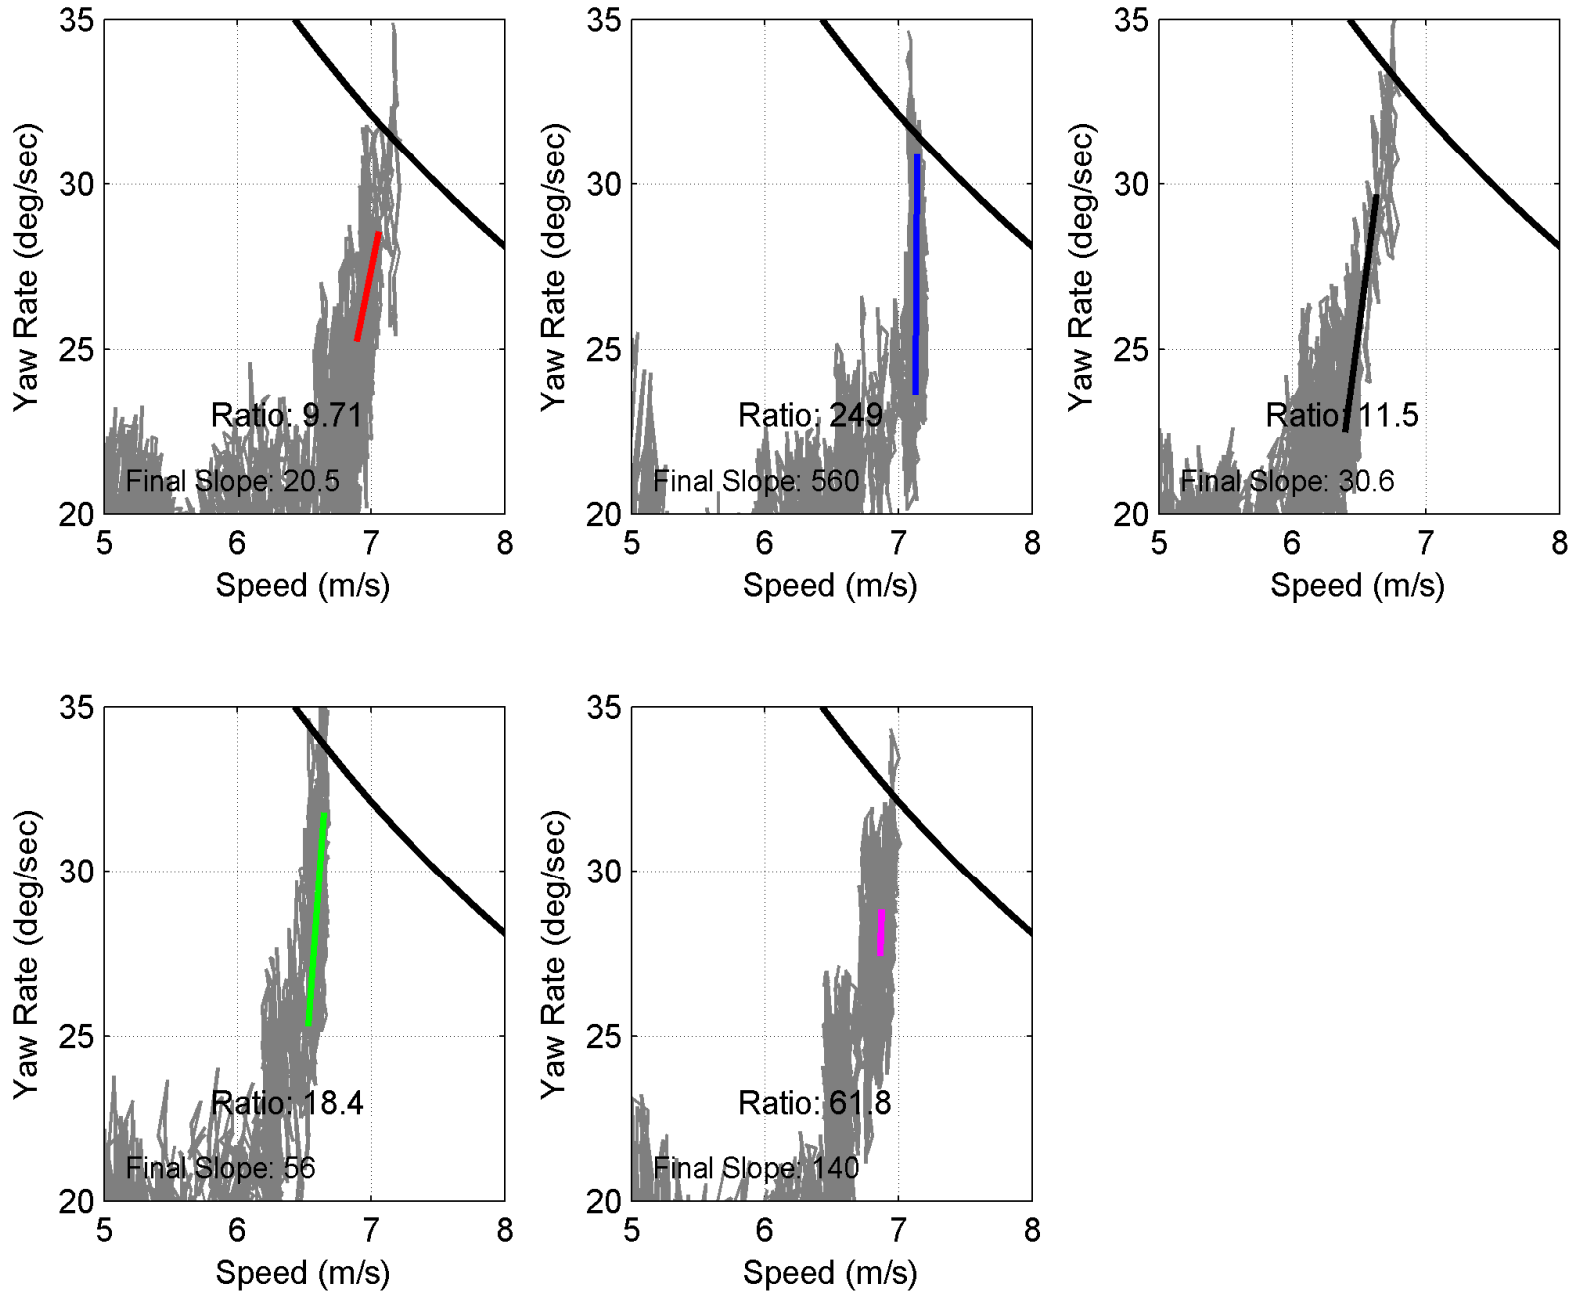 35
30
25
20
Yaw Rate (deg/sec)
Ratio: 9.71
Final Slope: 20.5
5 6 7 8
Speed (m/s)
35
30
25
20
Yaw Rate (deg/sec)
Ratio: 249
Final Slope: 560
5 6 7 8
Speed (m/s)
35
30
25
20
Yaw Rate (deg/sec)
Ratio: 11.5
Final Slope: 30.6
5 6 7 8
Speed (m/s)
35
30
25
20
Yaw Rate (deg/sec)
Ratio: 18.4
Final Slope: 56
5 6 7 8
Speed (m/s)
35
30
25
20
Yaw Rate (deg/sec)
Ratio: 61.8
Final Slope: 140
5 6 7 8
Speed (m/s)